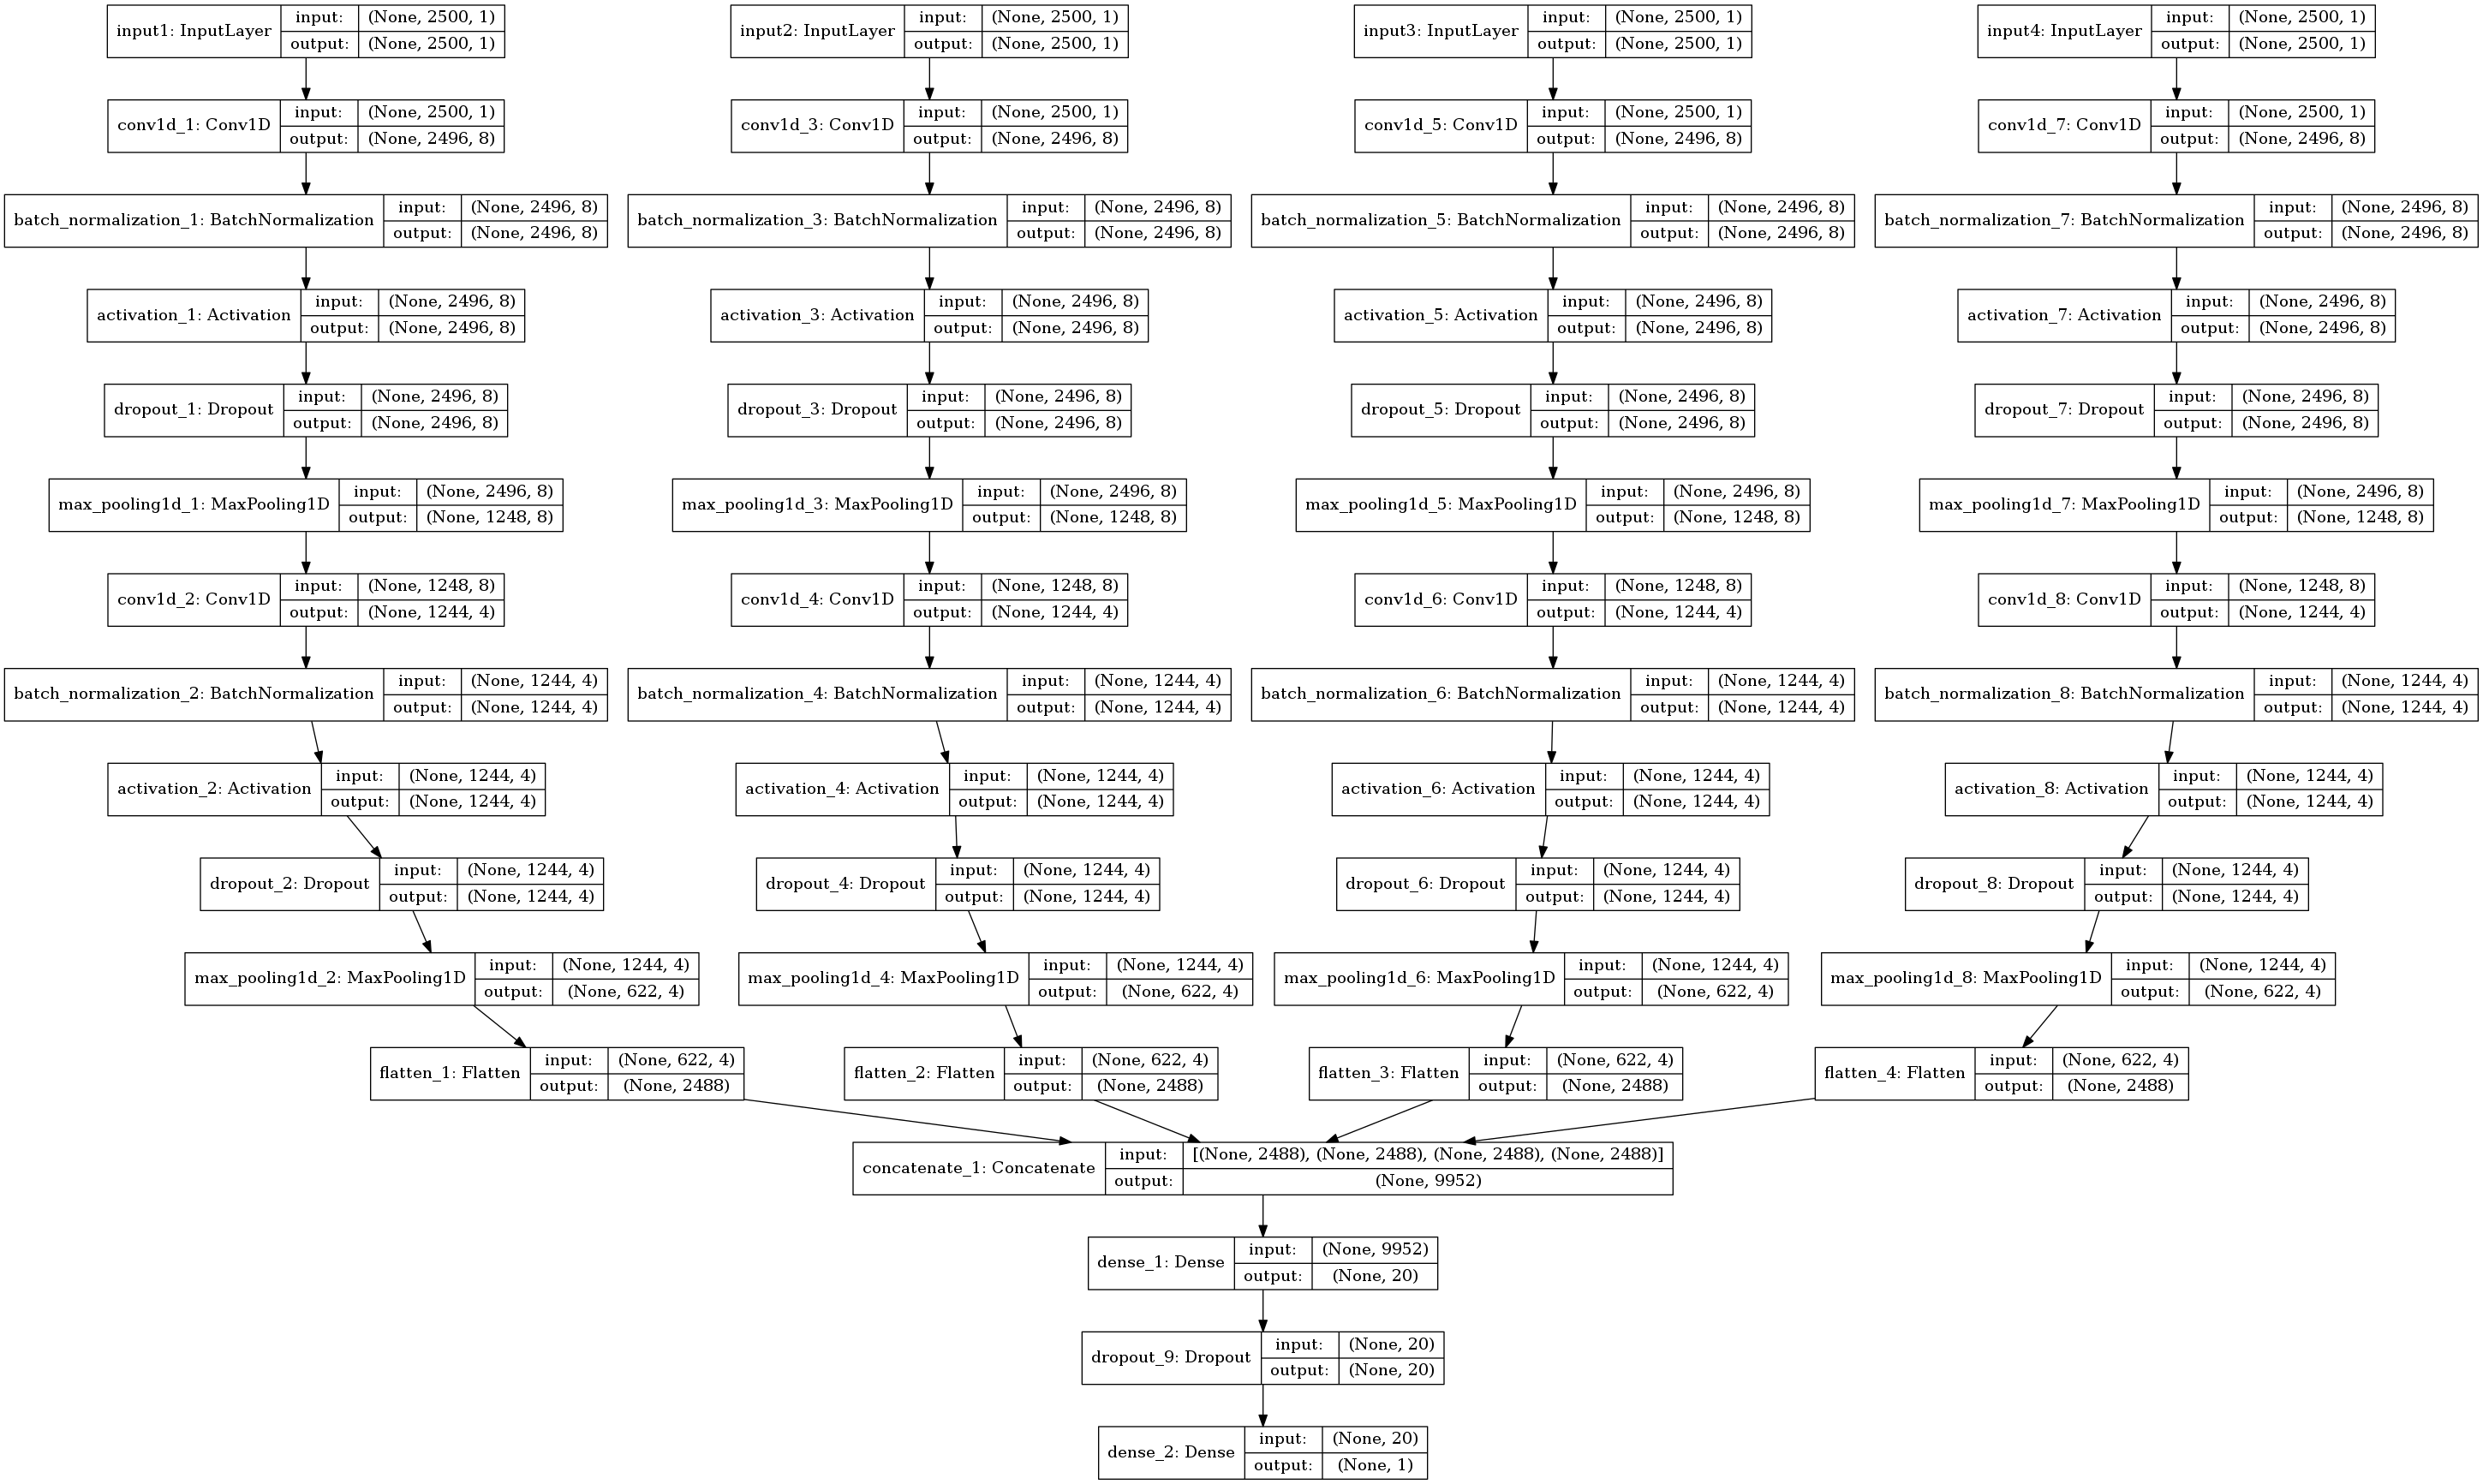 input1: InputLayer
input: (None, 2500, 1)
output: (None, 2500, 1)
input2: InputLayer
input: (None, 2500, 1)
output: (None, 2500, 1)
input3: InputLayer
input: (None, 2500, 1)
output: (None, 2500, 1)
input4: InputLayer
input: (None, 2500, 1)
output: (None, 2500, 1)
conv1d_1: Conv1D
input: (None, 2500, 1)
output: (None, 2496, 8)
conv1d_3: Conv1D
input: (None, 2500, 1)
output: (None, 2496, 8)
conv1d_5: Conv1D
input: (None, 2500, 1)
output: (None, 2496, 8)
conv1d_7: Conv1D
input: (None, 2500, 1)
output: (None, 2496, 8)
batch_normalization_1: BatchNormalization
input: (None, 2496, 8)
output: (None, 2496, 8)
batch_normalization_3: BatchNormalization
input: (None, 2496, 8)
output: (None, 2496, 8)
batch_normalization_5: BatchNormalization
input: (None, 2496, 8)
output: (None, 2496, 8)
batch_normalization_7: BatchNormalization
input: (None, 2496, 8)
output: (None, 2496, 8)
activation_1: Activation
input: (None, 2496, 8)
output: (None, 2496, 8)
activation_3: Activation
input: (None, 2496, 8)
output: (None, 2496, 8)
activation_5: Activation
input: (None, 2496, 8)
output: (None, 2496, 8)
activation_7: Activation
input: (None, 2496, 8)
output: (None, 2496, 8)
dropout_1: Dropout
input: (None, 2496, 8)
output: (None, 2496, 8)
dropout_3: Dropout
input: (None, 2496, 8)
output: (None, 2496, 8)
dropout_5: Dropout
input: (None, 2496, 8)
output: (None, 2496, 8)
dropout_7: Dropout
input: (None, 2496, 8)
output: (None, 2496, 8)
max_pooling1d_1: MaxPooling1D
input: (None, 2496, 8)
output: (None, 1248, 8)
max_pooling1d_3: MaxPooling1D
input: (None, 2496, 8)
output: (None, 1248, 8)
max_pooling1d_5: MaxPooling1D
input: (None, 2496, 8)
output: (None, 1248, 8)
max_pooling1d_7: MaxPooling1D
input: (None, 2496, 8)
output: (None, 1248, 8)
conv1d_2: Conv1D
input: (None, 1248, 8)
output: (None, 1244, 4)
conv1d_4: Conv1D
input: (None, 1248, 8)
output: (None, 1244, 4)
conv1d_6: Conv1D
input: (None, 1248, 8)
output: (None, 1244, 4)
conv1d_8: Conv1D
input: (None, 1248, 8)
output: (None, 1244, 4)
batch_normalization_2: BatchNormalization
input: (None, 1244, 4)
output: (None, 1244, 4)
batch_normalization_4: BatchNormalization
input: (None, 1244, 4)
output: (None, 1244, 4)
batch_normalization_6: BatchNormalization
input: (None, 1244, 4)
output: (None, 1244, 4)
batch_normalization_8: BatchNormalization
input: (None, 1244, 4)
output: (None, 1244, 4)
activation_2: Activation
input: (None, 1244, 4)
output: (None, 1244, 4)
activation_4: Activation
input: (None, 1244, 4)
output: (None, 1244, 4)
activation_6: Activation
input: (None, 1244, 4)
output: (None, 1244, 4)
activation_8: Activation
input: (None, 1244, 4)
output: (None, 1244, 4)
dropout_2: Dropout
input: (None, 1244, 4)
output: (None, 1244, 4)
dropout_4: Dropout
input: (None, 1244, 4)
output: (None, 1244, 4)
dropout_6: Dropout
input: (None, 1244, 4)
output: (None, 1244, 4)
dropout_8: Dropout
input: (None, 1244, 4)
output: (None, 1244, 4)
max_pooling1d_2: MaxPooling1D
input: (None, 1244, 4)
output: (None, 622, 4)
max_pooling1d_4: MaxPooling1D
input: (None, 1244, 4)
output: (None, 622, 4)
max_pooling1d_6: MaxPooling1D
input: (None, 1244, 4)
output: (None, 622, 4)
max_pooling1d_8: MaxPooling1D
input: (None, 1244, 4)
output: (None, 622, 4)
flatten_1: Flatten
input: (None, 622, 4)
output: (None, 2488)
flatten_2: Flatten
input: (None, 622, 4)
output: (None, 2488)
flatten_3: Flatten
input: (None, 622, 4)
output: (None, 2488)
flatten_4: Flatten
input: (None, 622, 4)
output: (None, 2488)
concatenate_1: Concatenate
input: [(None, 2488), (None, 2488), (None, 2488), (None, 2488)]
output: (None, 9952)
dense_1: Dense
input: (None, 9952)
output: (None, 20)
dropout_9: Dropout
input: (None, 20)
output: (None, 20)
dense_2: Dense
input: (None, 20)
output: (None, 1)